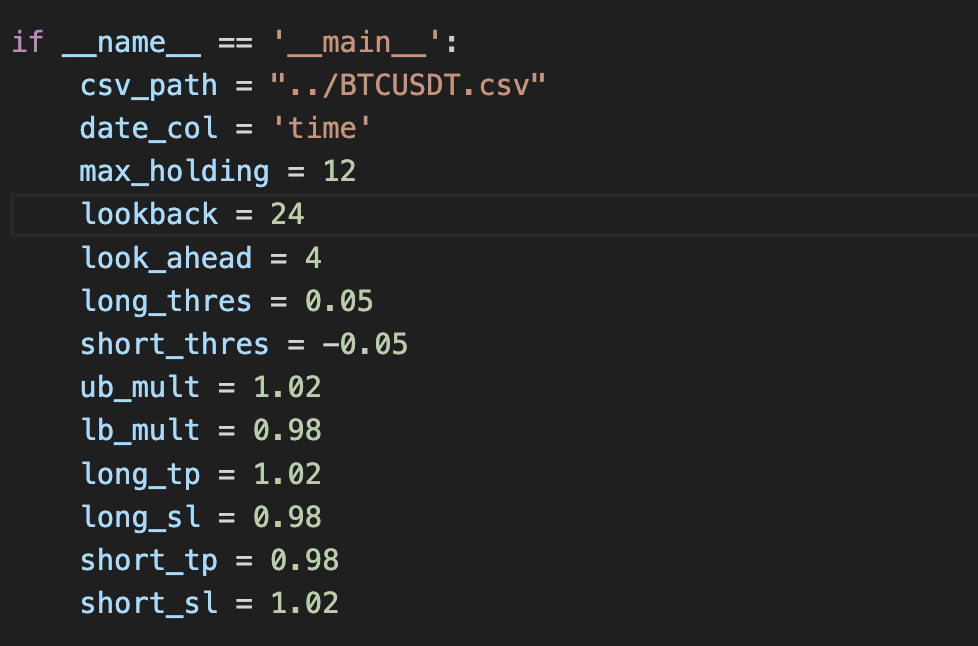 if __name__ == '__main__':
    csv_path = "../BTCUSDT.csv"
    date_col = 'time'
    max_holding = 12
    lookback = 24
    look_ahead = 4
    long_thres = 0.05
    short_thres = -0.05
    ub_mult = 1.02
    lb_mult = 0.98
    long_tp = 1.02
    long_sl = 0.98
    short_tp = 0.98
    short_sl = 1.02